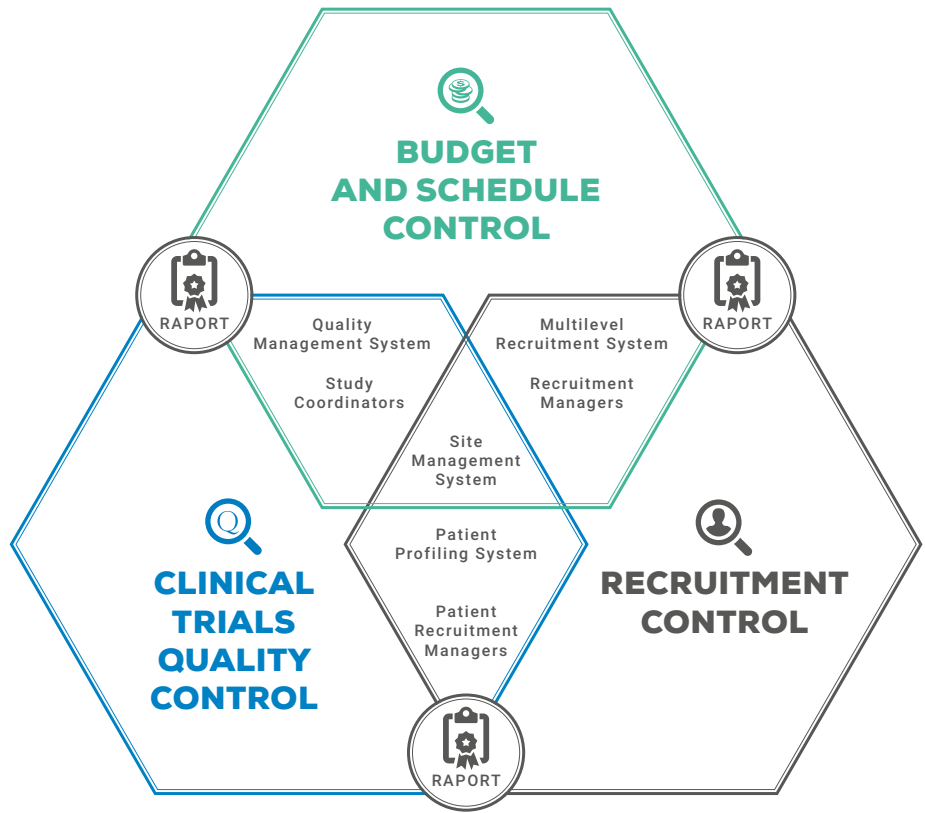 BUDGET
AND SCHEDULE
CONTROL
RAPORT
RAPORT
Quality
Management System
Study
Coordinators
Multilevel
Recruitment System
Recruitment
Managers
Site
Management
System
Q
CLINICAL
TRIALS
QUALITY
CONTROL
Patient
Profiling System
Patient
Recruitment
Managers
RECRUITMENT
CONTROL
RAPORT